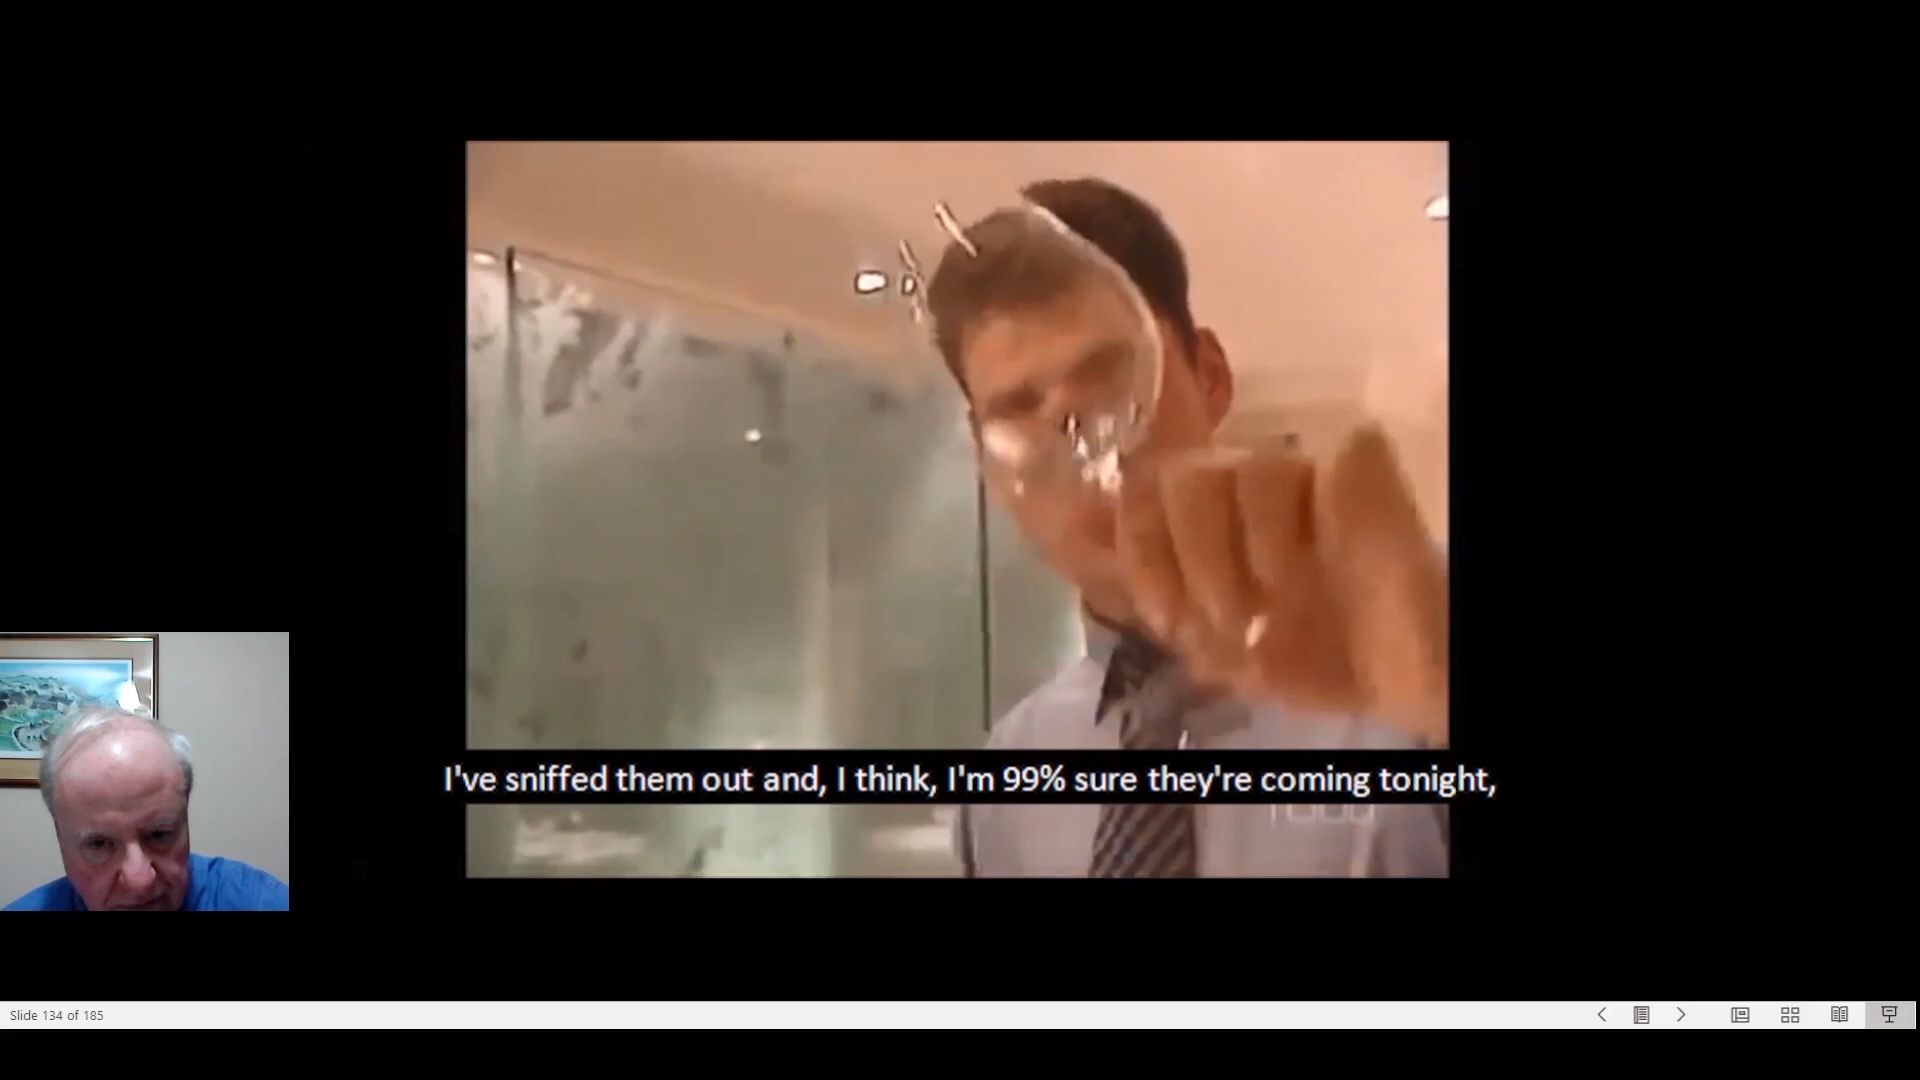 I've sniffed them out and, I think, I'm 99% sure they're coming tonight,
Slide 134 of 185